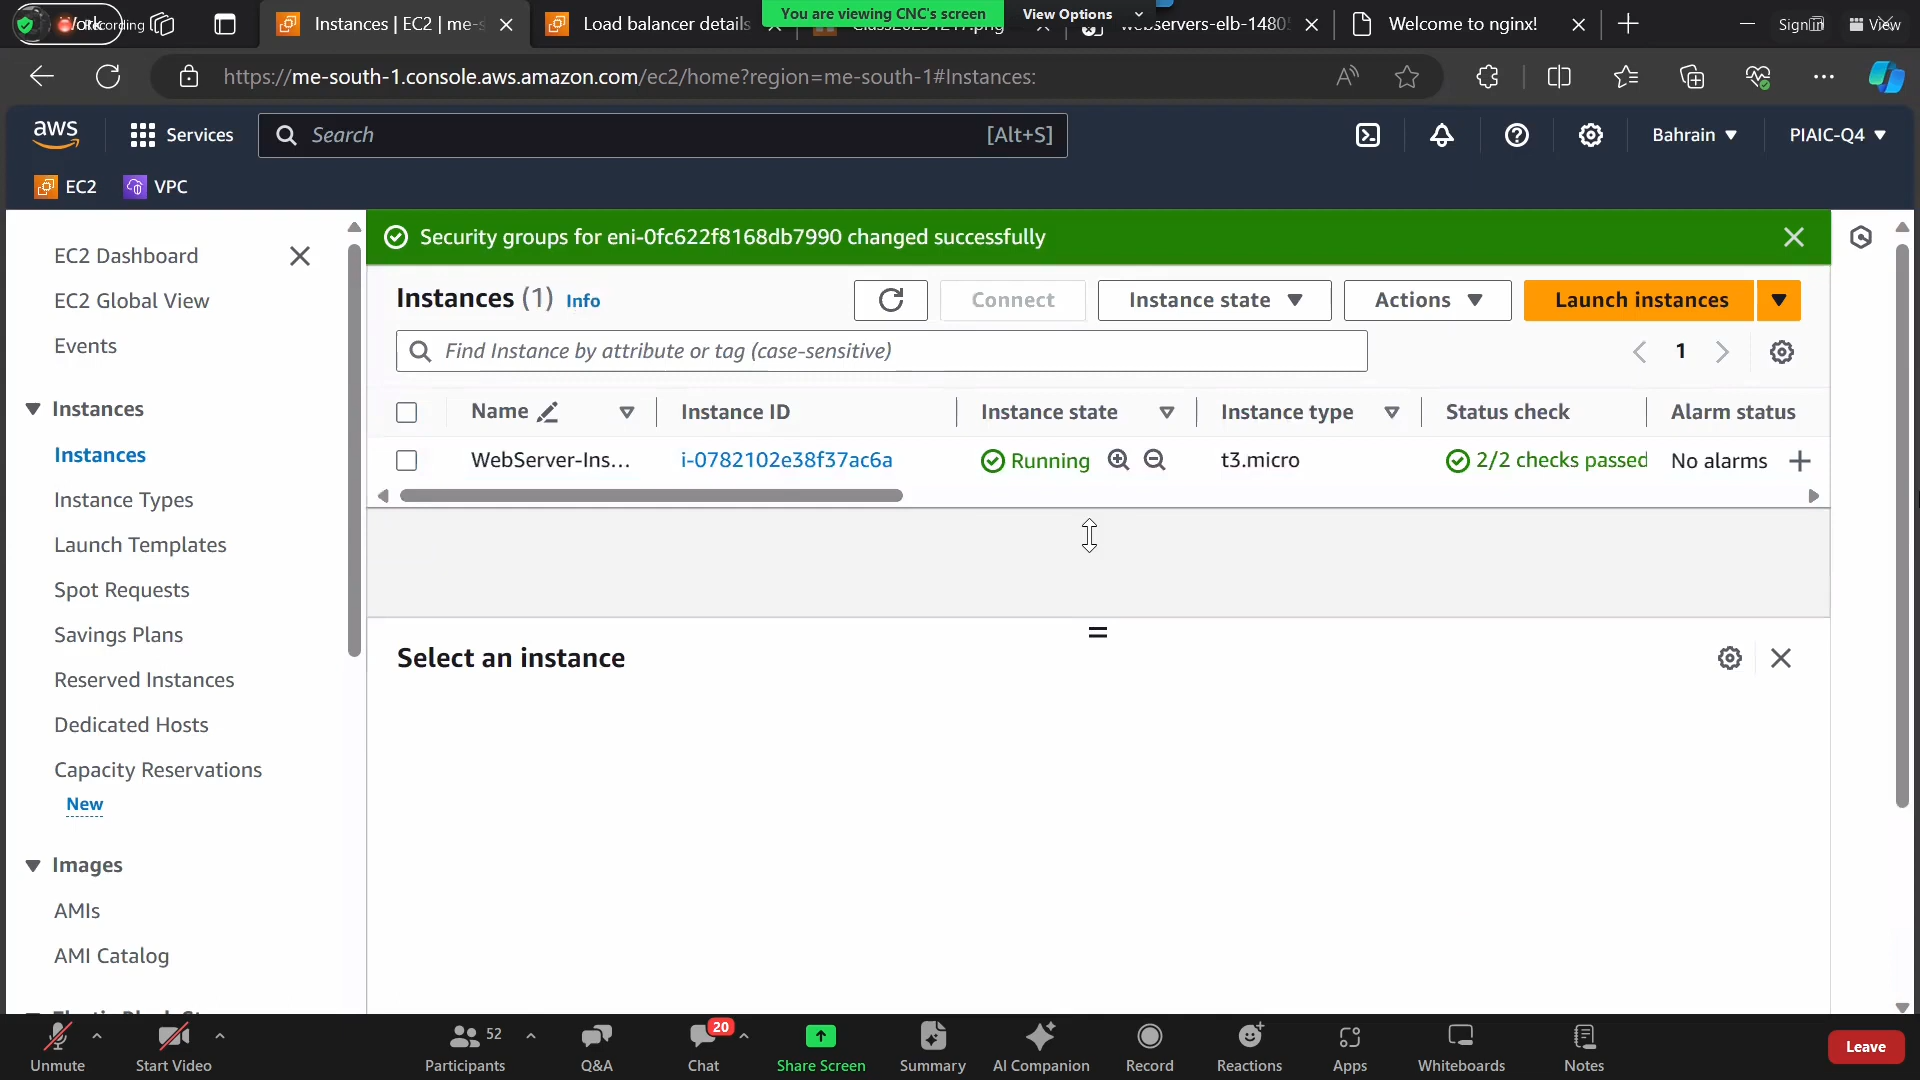 Work
Recording
Instances | EC2 | me-s
Load balancer details
Class20231217.png
webservers-elb-1480
Welcome to nginx!
You are viewing CNC's screen
View Options
Sign in
View
https://me-south-1.console.aws.amazon.com/ec2/home?region=me-south-1#Instances:
aws
Services
Search
[Alt+S]
Bahrain
PIAIC-Q4
EC2
VPC
EC2 Dashboard
EC2 Global View
Events
Instances
Instances
Instance Types
Launch Templates
Spot Requests
Savings Plans
Reserved Instances
Dedicated Hosts
Capacity Reservations
New
Images
AMIs
AMI Catalog
Security groups for eni-0fc622f8168db7990 changed successfully
Instances (1) Info
Connect
Instance state
Actions
Launch instances
Find Instance by attribute or tag (case-sensitive)
1
Name
Instance ID
Instance state
Instance type
Status check
Alarm status
WebServer-Ins...
i-0782102e38f37ac6a
Running
t3.micro
2/2 checks passed
No alarms
Select an instance
Unmute
Start Video
Participants
52
Q&A
Chat
20
Share Screen
Summary
AI Companion
Record
Reactions
Apps
Whiteboards
Notes
Leave